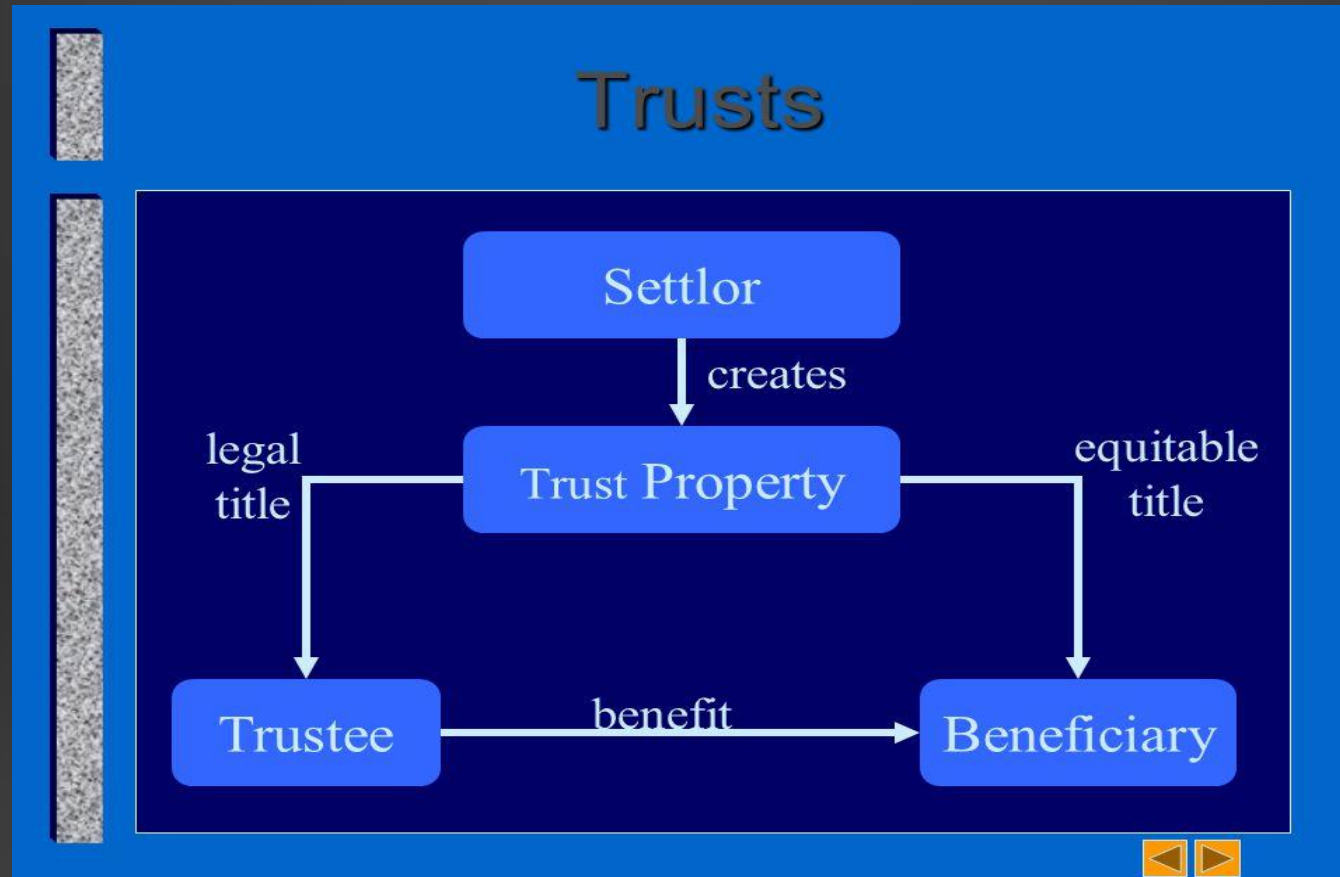 Trusts
Settlor
creates
legal
title
Trust Property
equitable
title
Trustee
benefit
Beneficiary